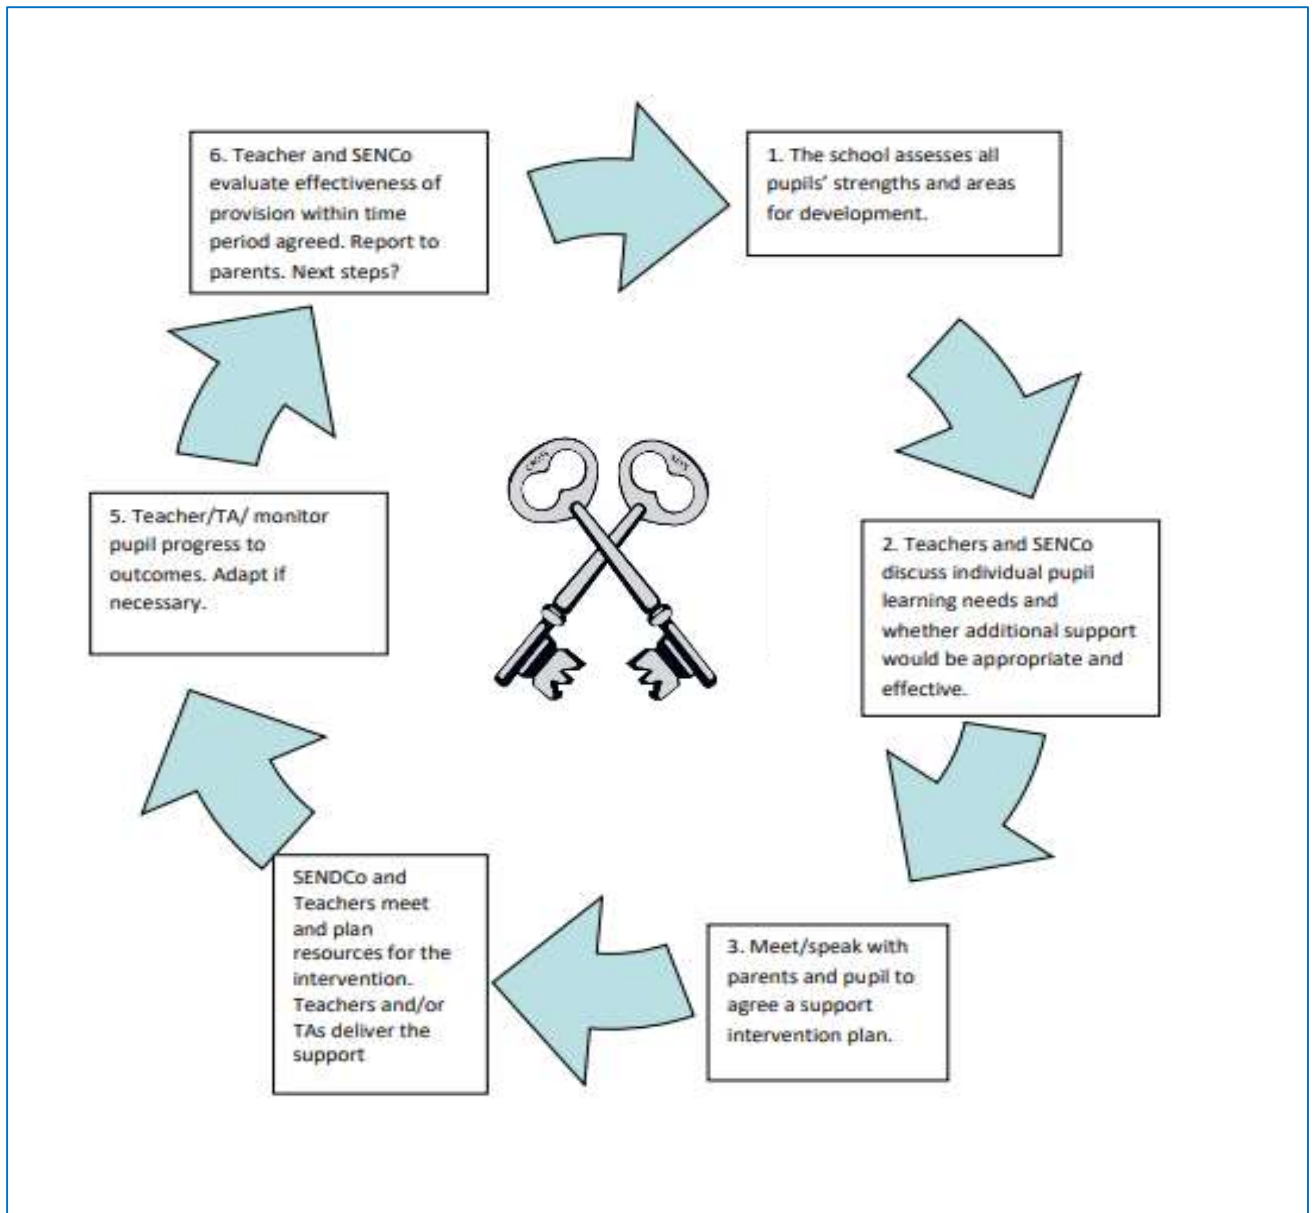 6. Teacher and SENCo
evaluate effectiveness of
provision within time
period agreed. Report to
parents. Next steps?
1. The school assesses all
pupils’ strengths and areas
for development.
2. Teachers and SENCo
discuss individual pupil
learning needs and
whether additional support
would be appropriate and
effective.
3. Meet/speak with
parents and pupil to
agree a support
intervention plan.
SENDCo and
Teachers meet
and plan
resources for the
intervention.
Teachers and/or
TAs deliver the
support
5. Teacher/TA/ monitor
pupil progress to
outcomes. Adapt if
necessary.